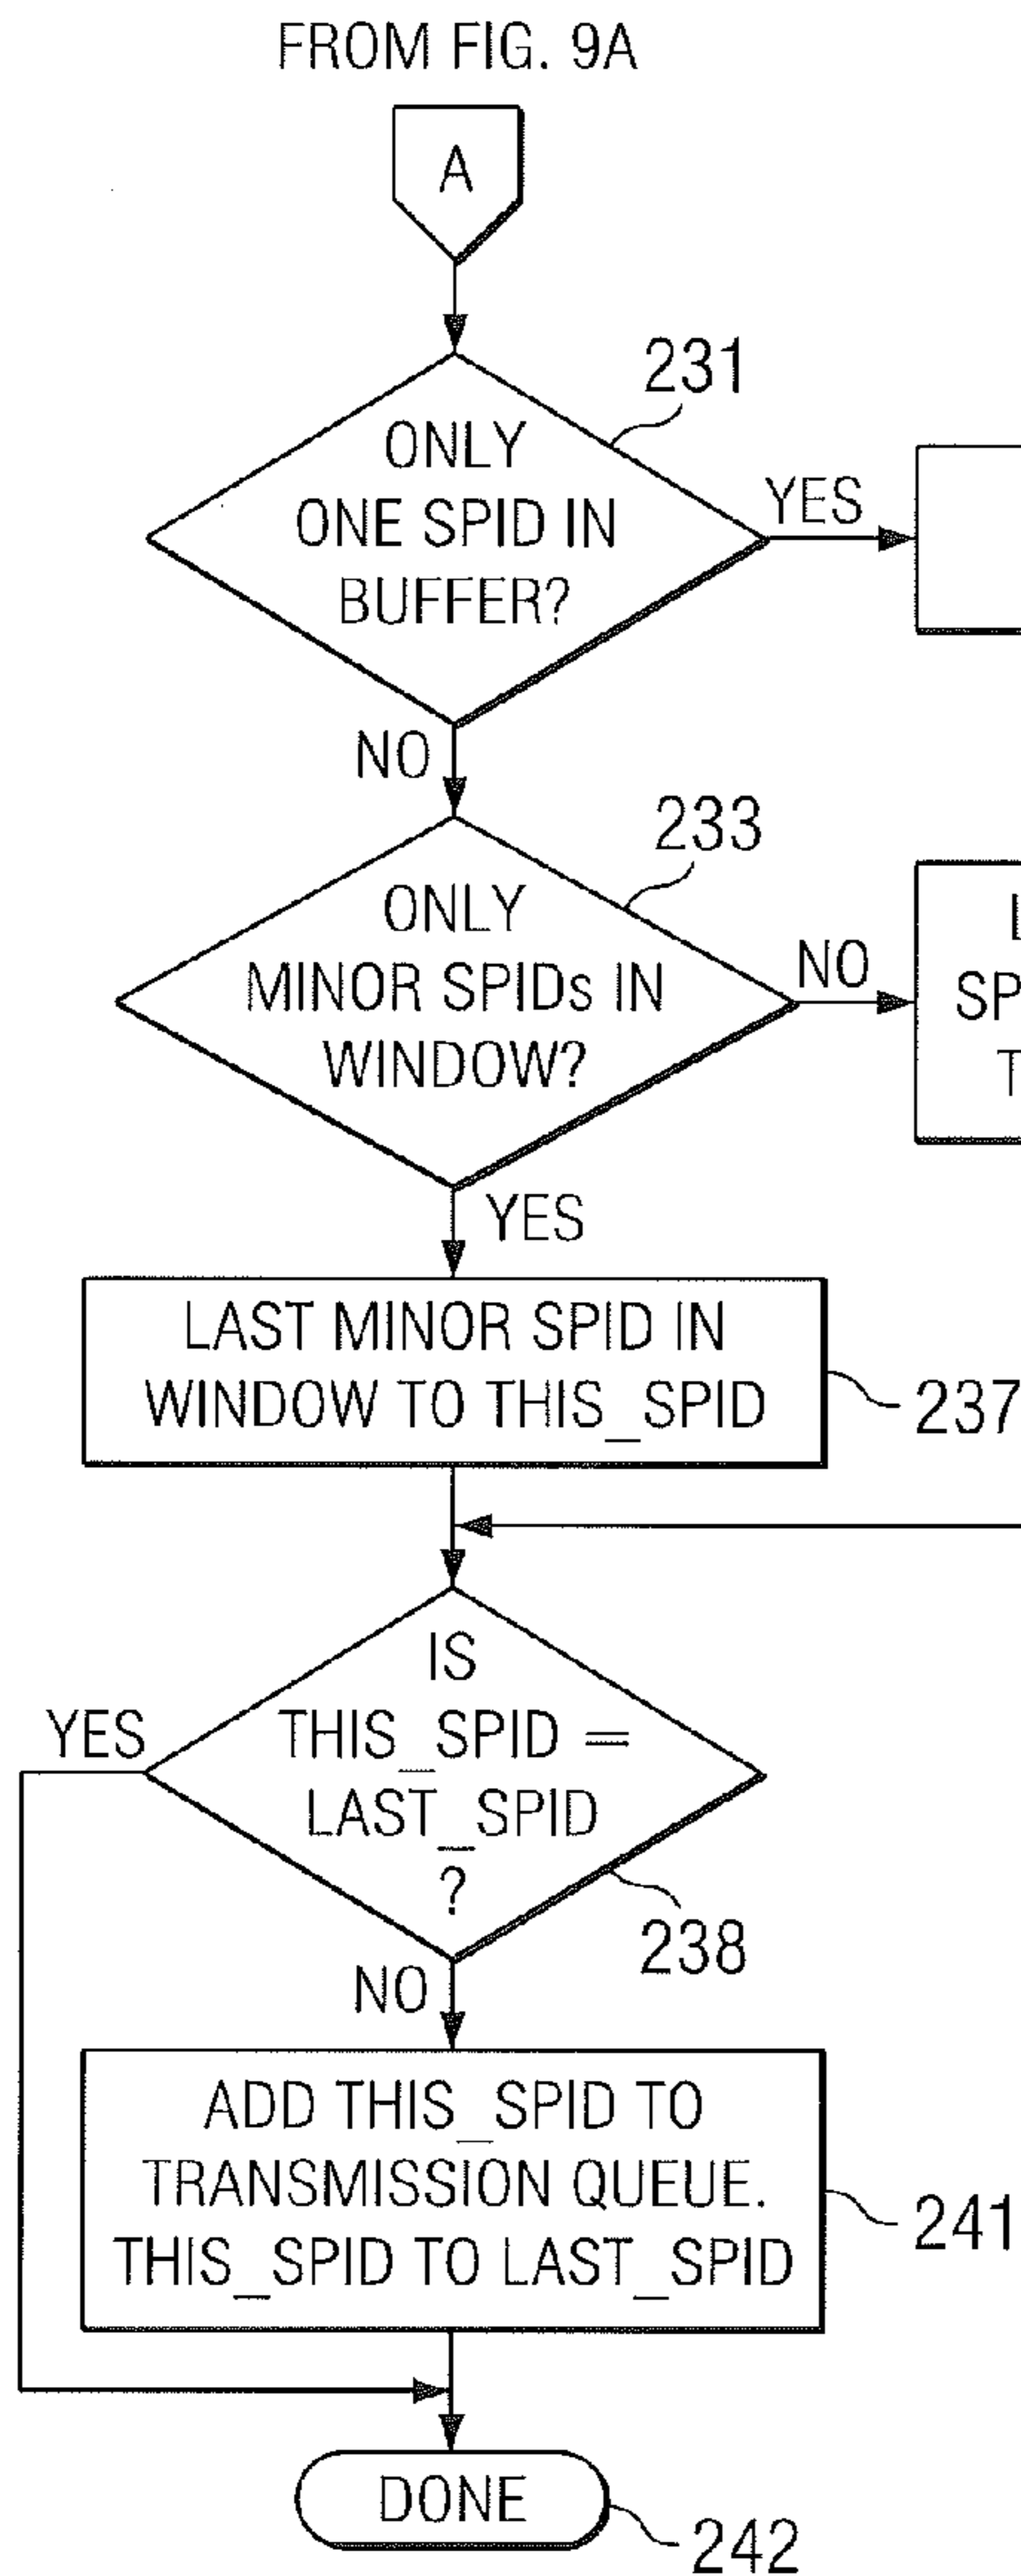 FROM FIG. 9A
A
231
ONLY
ONE SPID IN
BUFFER?
YES
NO
233
ONLY
MINOR SPIDs IN
WINDOW?
NO
YES
LAST MINOR SPID IN
WINDOW TO THIS_SPID
237
IS
THIS_SPID =
LAST_SPID
?
YES
238
NO
ADD THIS_SPID TO
TRANSMISSION QUEUE.
THIS_SPID TO LAST_SPID
241
DONE
242